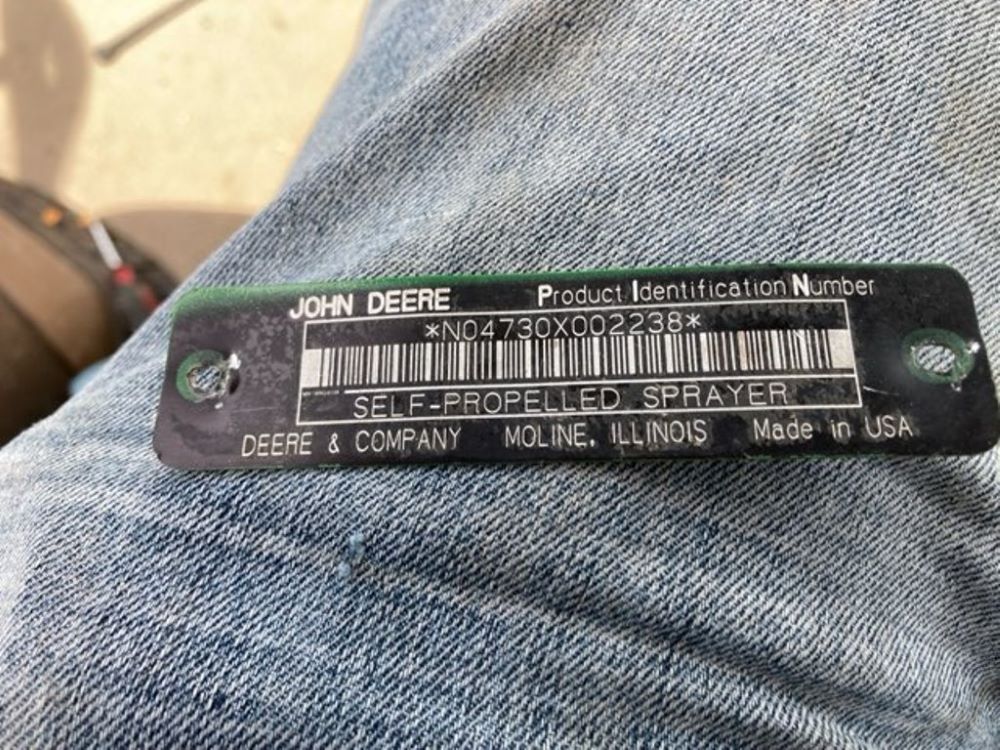 JOHN DEERE Product Identification Number
*N04730X002238*
SELF-PROPELLED SPRAYER
DEERE & COMPANY MOLINE, ILLINOIS Made in USA